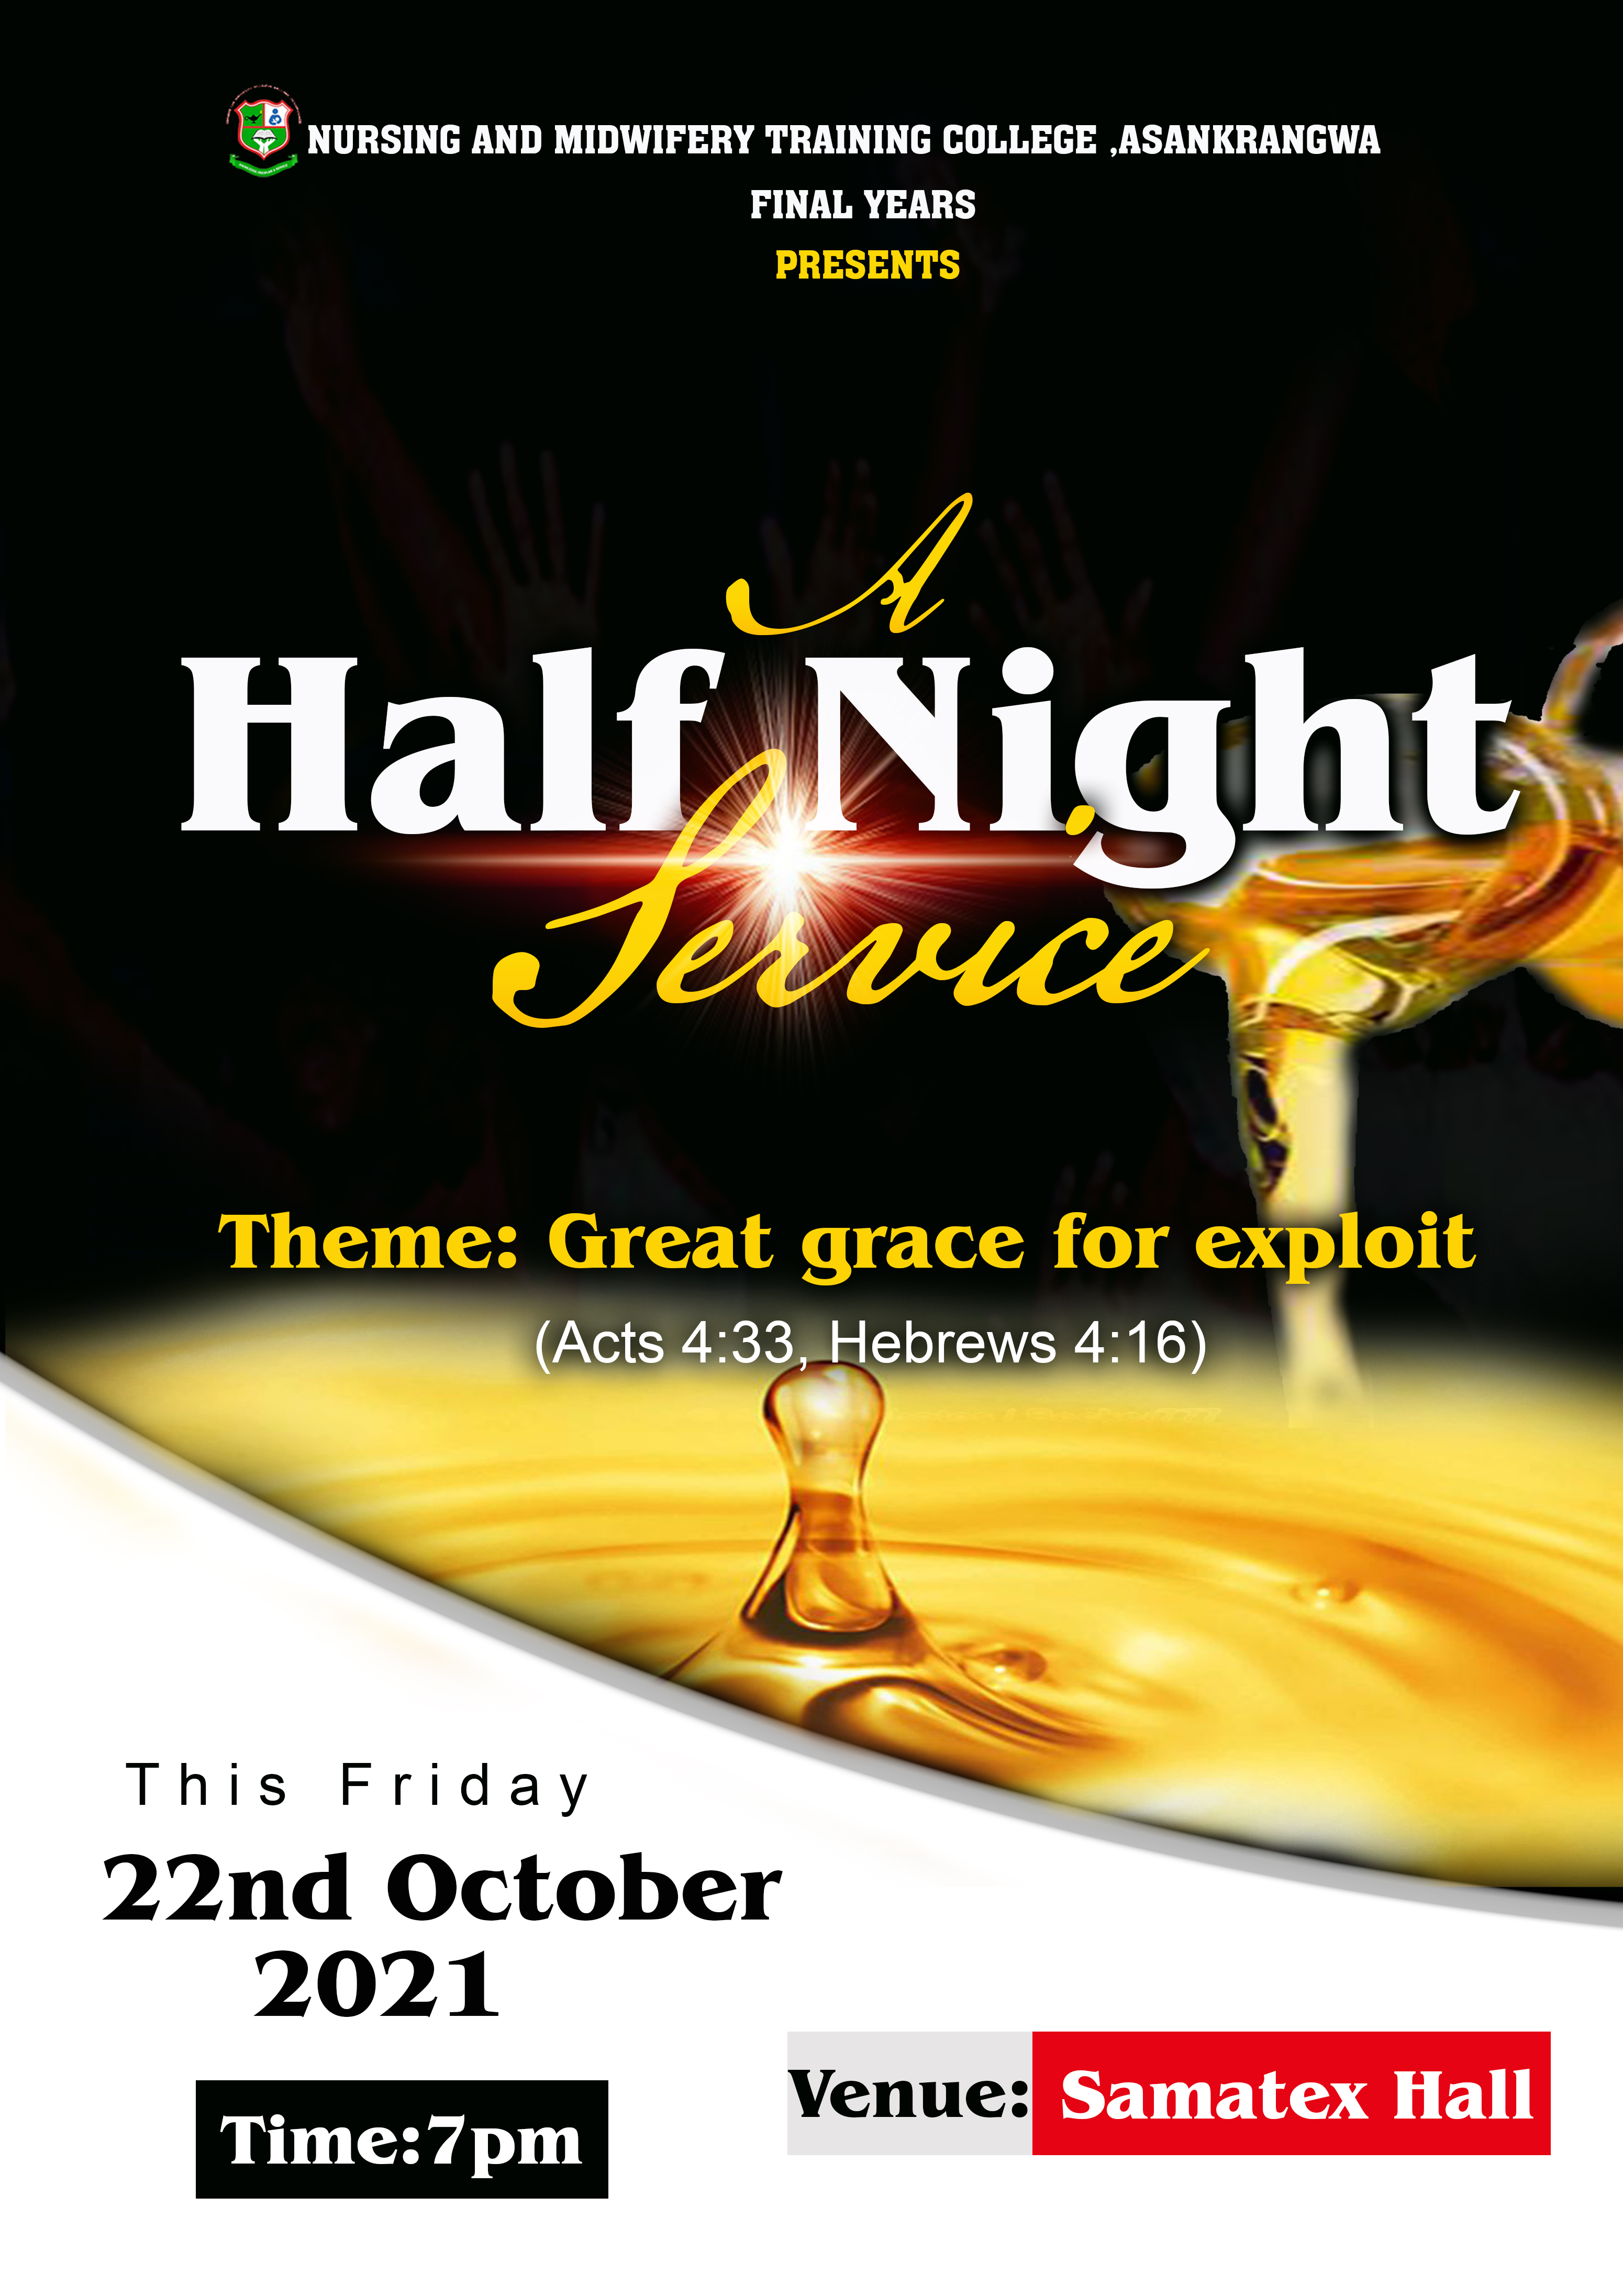 NURSING AND MIDWIFERY TRAINING COLLEGE ,ASANKRANGWA
FINAL YEARS
PRESENTS
A
Half Night
Service
Theme: Great grace for exploit
(Acts 4:33, Hebrews 4:16)
This Friday
22nd October
2021
Time:7pm
Venue: Samatex Hall